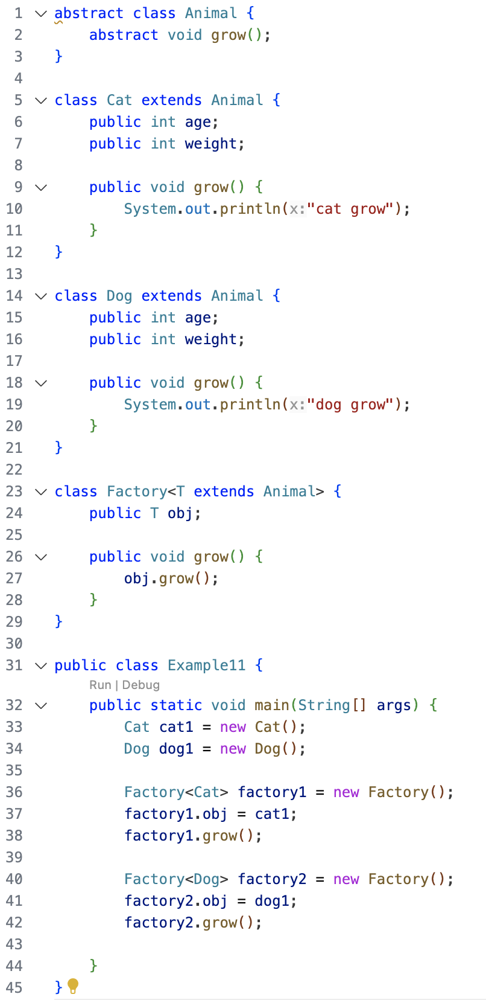 1 abstract class Animal {
2 abstract void grow();
3 }
4
5 class Cat extends Animal {
6 public int age;
7 public int weight;
8
9 public void grow() {
10 System.out.println(x:"cat grow");
11 }
12 }
13
14 class Dog extends Animal {
15 public int age;
16 public int weight;
17
18 public void grow() {
19 System.out.println(x:"dog grow");
20 }
21 }
22
23 class Factory<T extends Animal> {
24 public T obj;
25
26 public void grow() {
27 obj.grow();
28 }
29 }
30
31 public class Example11 {
Run | Debug
32 public static void main(String[] args) {
33 Cat cat1 = new Cat();
34 Dog dog1 = new Dog();
35
36 Factory<Cat> factory1 = new Factory();
37 factory1.obj = cat1;
38 factory1.grow();
39
40 Factory<Dog> factory2 = new Factory();
41 factory2.obj = dog1;
42 factory2.grow();
43
44 }
45 }